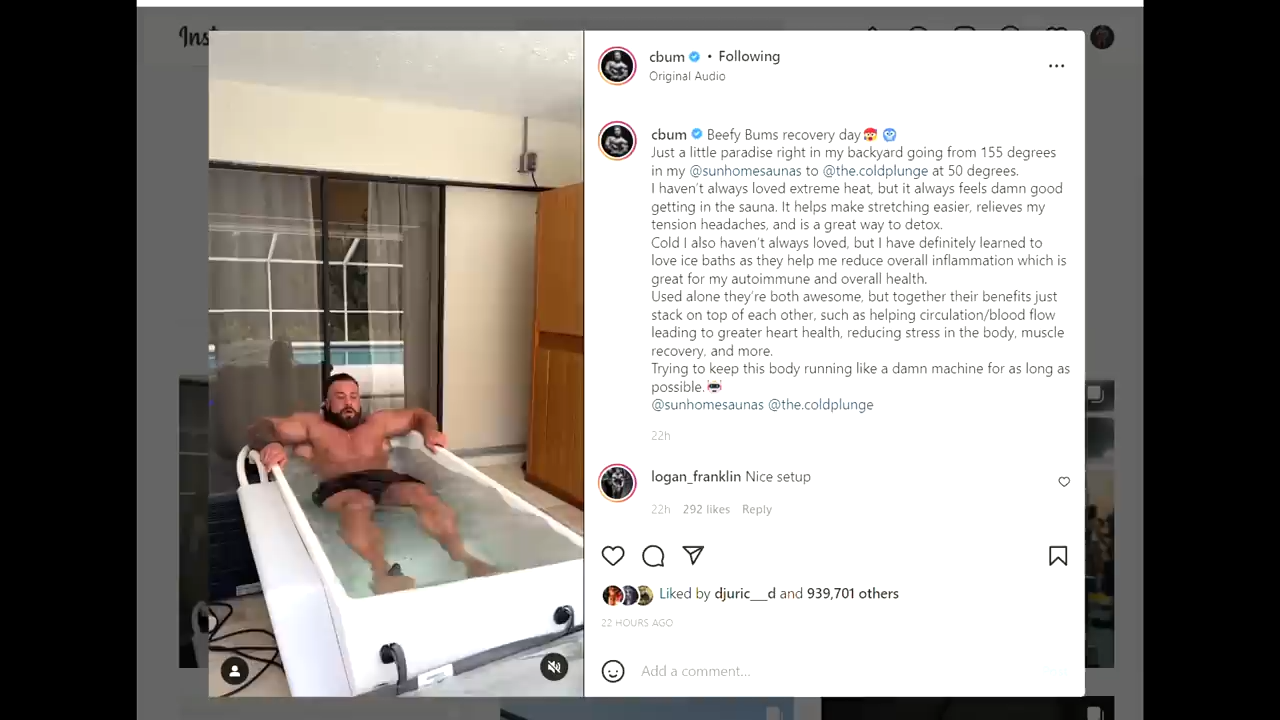 Ins
cbum • Following
Original Audio
cbum Beefy Bums recovery day
Just a little paradise right in my backyard going from 155 degrees
in my @sunhomesaunas to @the.coldplunge at 50 degrees.
I haven't always loved extreme heat, but it always feels damn good
getting in the sauna. It helps make stretching easier, relieves my
tension headaches, and is a great way to detox.
Cold I also haven't always loved, but I have definitely learned to
love ice baths as they help me reduce overall inflammation which is
great for my autoimmune and overall health.
Used alone they're both awesome, but together their benefits just
stack on top of each other, such as helping circulation/blood flow
leading to greater heart health, reducing stress in the body, muscle
recovery, and more.
Trying to keep this body running like a damn machine for as long as
possible.
@sunhomesaunas @the.coldplunge
22h
logan_franklin Nice setup
22h 292 likes Reply
Liked by djuric___d and 939,701 others
22 HOURS AGO
Add a comment...